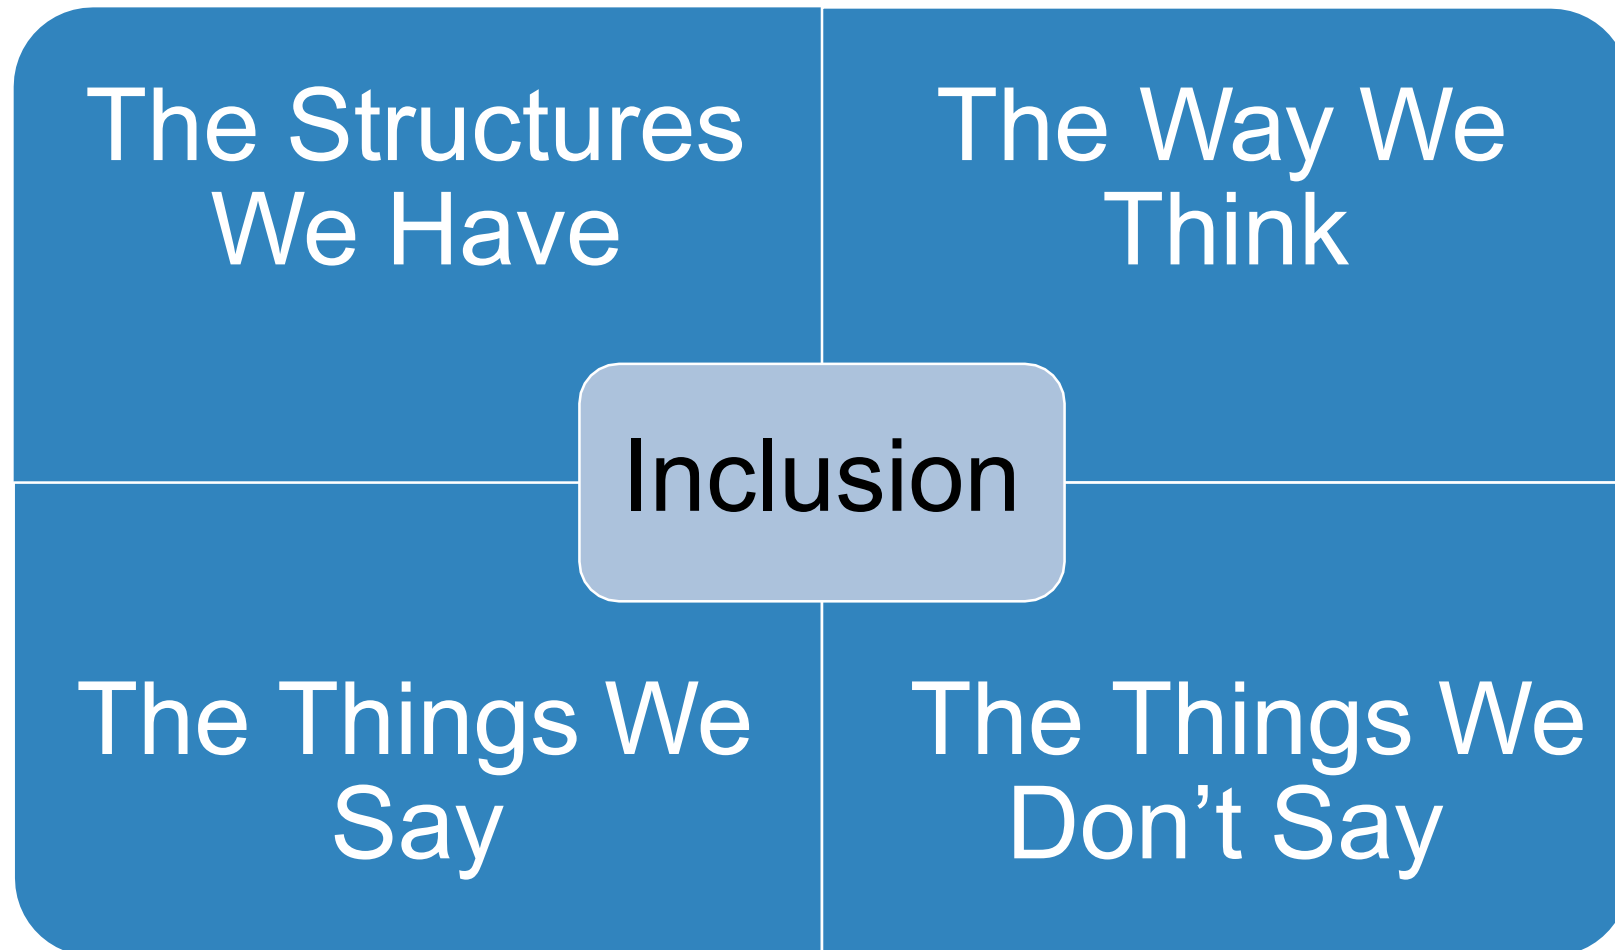 The Structures
We Have
The Way We
Think
Inclusion
The Things We
Say
The Things We
Don’t Say